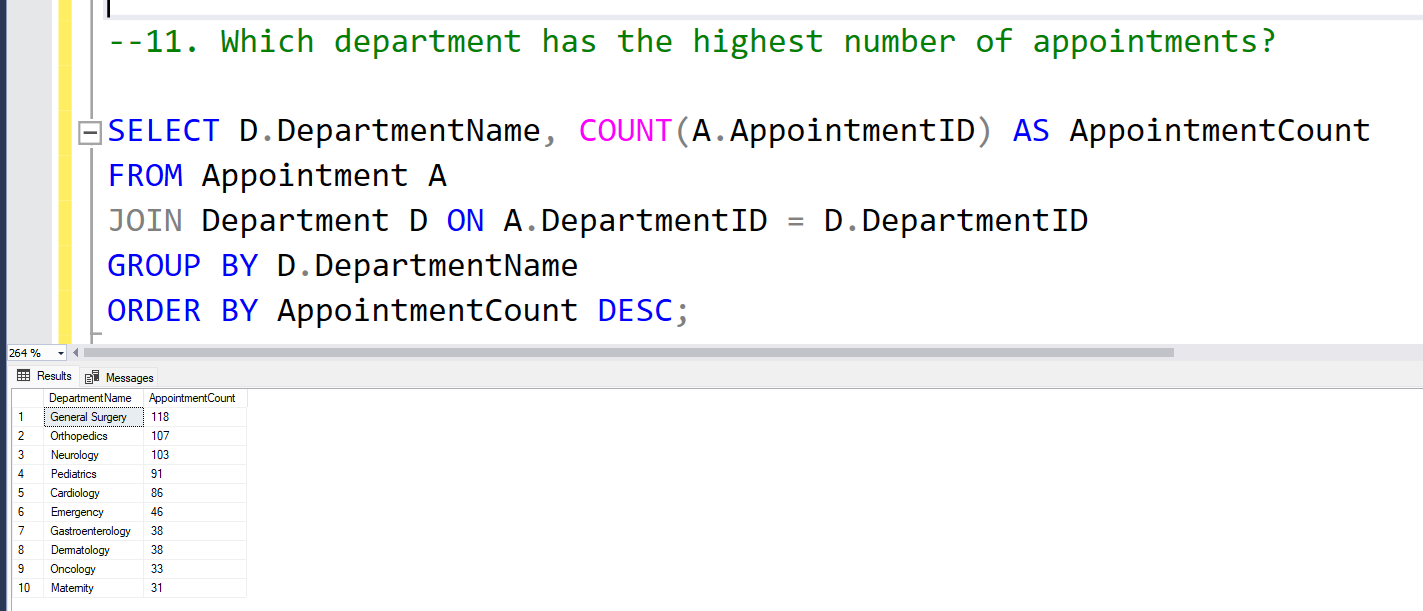 --11. Which department has the highest number of appointments?
SELECT D.DepartmentName, COUNT(A.AppointmentID) AS AppointmentCount
FROM Appointment A
JOIN Department D ON A.DepartmentID = D.DepartmentID
GROUP BY D.DepartmentName
ORDER BY AppointmentCount DESC;
264 %
Results Messages
DepartmentName AppointmentCount
1 General Surgery 118
2 Orthopedics 107
3 Neurology 103
4 Pediatrics 91
5 Cardiology 86
6 Emergency 46
7 Gastroenterology 38
8 Dermatology 38
9 Oncology 33
10 Maternity 31